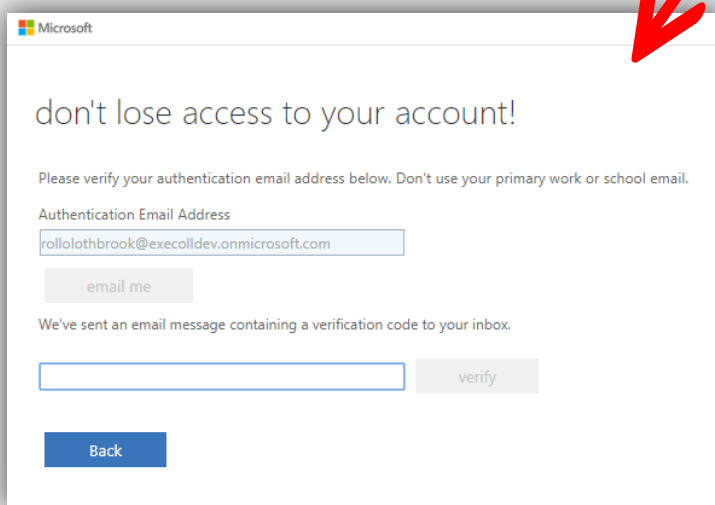 Microsoft
don't lose access to your account!
Please verify your authentication email address below. Don't use your primary work or school email.
Authentication Email Address
rollolothbrook@execolldev.onmicrosoft.com
email me
We've sent an email message containing a verification code to your inbox.
verify
Back